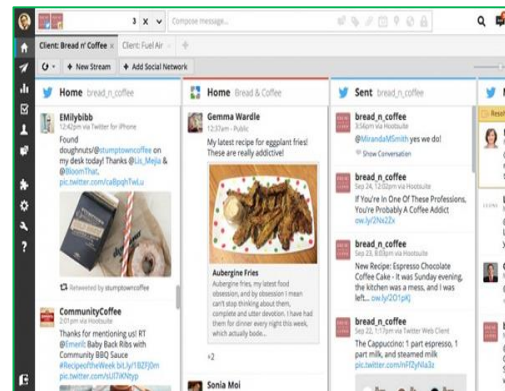 3 X
Compose message...
Client: Bread n' Coffee
Client: Fuel Air
+ New Stream
+ Add Social Network
Home bread_n_coffee
EMilybibb
12:42pm via Twitter for iPhone
Found
doughnuts/@stumptowncoffee on
my desk today! Thanks @Lis_Mejia &
@BloomThat.
pic.twitter.com/ca8pqhTwLu
Retweeted by stumptowncoffee
CommunityCoffee
2:01pm via Hootsuite
Thanks for mentioning us! RT
@Emeril: Baby Back Ribs with
Community BBQ Sauce
#RecipeoftheWeek bit.ly/1BZFJ0m
pic.twitter.com/sUl7iKNtyp
Home Bread & Coffee
Gemma Wardle
12:37am - Public
My latest recipe for eggplant fries!
These are really addictive!
Aubergine Fries
Aubergine fries, my latest food
obsession, and by obsession I mean
can't stop thinking about them,
complete and utter devotion. I have had
them for dinner every night this week,
which actually bode...
+2
Sonia Moi
Sent bread_n_coffee
bread_n_coffee
3:56pm via Hootsuite
@MirandaMSmith yes we do!
Show Conversation
bread_n_coffee
Sep 24, 12:02pm via Hootsuite
If You're in One Of These Professions,
You're Probably A Coffee Addict
ow.ly/2Nx2Zx
bread_n_coffee
Sep 23, 8:03pm via Hootsuite
New Recipe: Espresso Chocolate
Coffee Cake - It was Sunday evening,
the kitchen was a mess, and I was
left... ow.ly/2O1pKJ
bread_n_coffee
Sep 22, 1:17pm via Twitter Web Client
The Cappuccino: 1 part espresso, 1
part milk, and steamed milk
pic.twitter.com/nFfZyNla3z